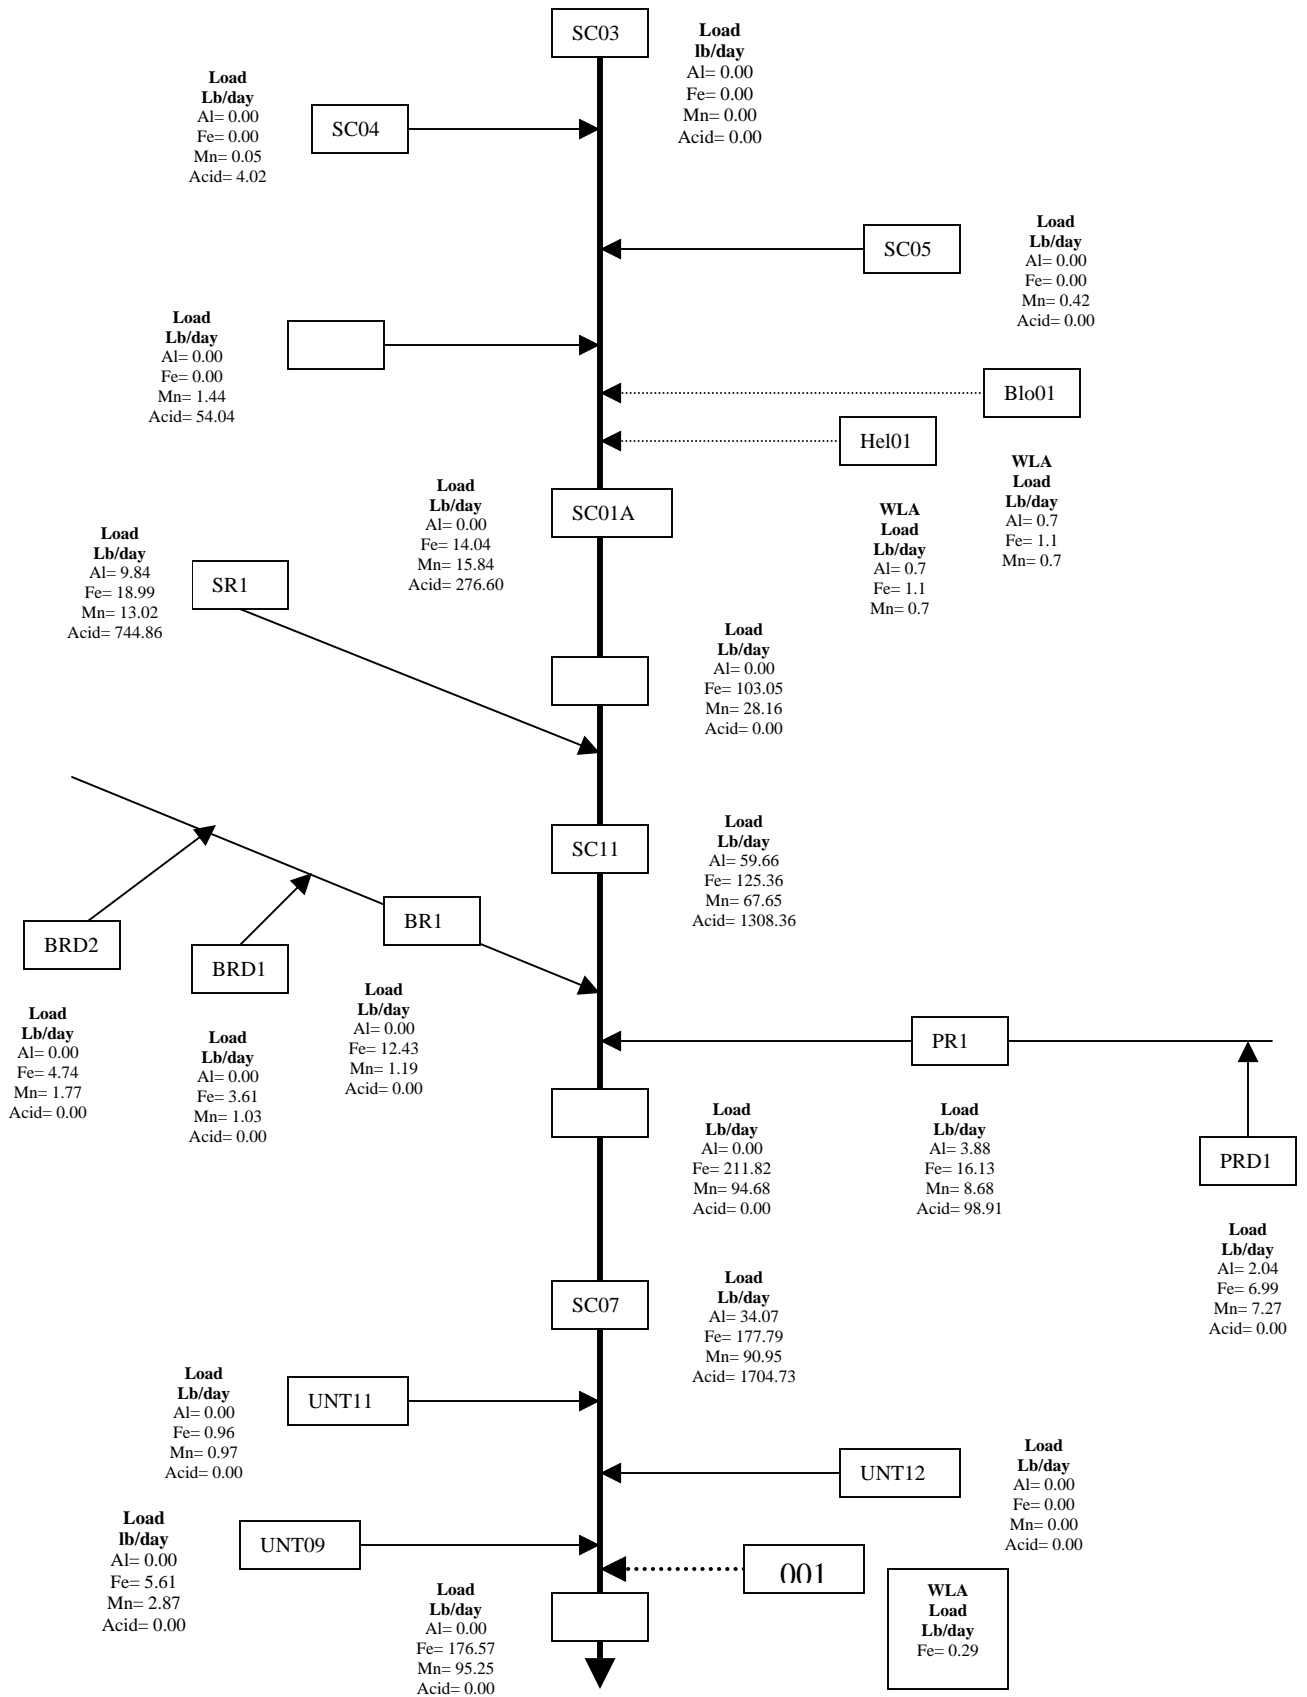 SC03
Load
lb/day
Al= 0.00
Fe= 0.00
Mn= 0.00
Acid= 0.00
Load
Lb/day
Al= 0.00
Fe= 0.00
Mn= 0.05
Acid= 4.02
SC04
SC05
Load
Lb/day
Al= 0.00
Fe= 0.00
Mn= 0.42
Acid= 0.00
Load
Lb/day
Al= 0.00
Fe= 0.00
Mn= 1.44
Acid= 54.04
Blo01
WLA
Load
Lb/day
Al= 0.7
Fe= 1.1
Mn= 0.7
Hel01
WLA
Load
Lb/day
Al= 0.7
Fe= 1.1
Mn= 0.7
Load
Lb/day
Al= 0.00
Fe= 14.04
Mn= 15.84
Acid= 276.60
SC01A
Load
Lb/day
Al= 9.84
Fe= 18.99
Mn= 13.02
Acid= 744.86
SR1
Load
Lb/day
Al= 0.00
Fe= 103.05
Mn= 28.16
Acid= 0.00
SC11
Load
Lb/day
Al= 59.66
Fe= 125.36
Mn= 67.65
Acid= 1308.36
BRD2
Load
Lb/day
Al= 0.00
Fe= 4.74
Mn= 1.77
Acid= 0.00
BRD1
Load
Lb/day
Al= 0.00
Fe= 3.61
Mn= 1.03
Acid= 0.00
BR1
Load
Lb/day
Al= 0.00
Fe= 12.43
Mn= 1.19
Acid= 0.00
Load
Lb/day
Al= 0.00
Fe= 211.82
Mn= 94.68
Acid= 0.00
PR1
Load
Lb/day
Al= 3.88
Fe= 16.13
Mn= 8.68
Acid= 98.91
PRD1
Load
Lb/day
Al= 2.04
Fe= 6.99
Mn= 7.27
Acid= 0.00
SC07
Load
Lb/day
Al= 34.07
Fe= 177.79
Mn= 90.95
Acid= 1704.73
Load
Lb/day
Al= 0.00
Fe= 0.96
Mn= 0.97
Acid= 0.00
UNT11
UNT12
Load
Lb/day
Al= 0.00
Fe= 0.00
Mn= 0.00
Acid= 0.00
Load
lb/day
Al= 0.00
Fe= 5.61
Mn= 2.87
Acid= 0.00
UNT09
001
WLA
Load
Lb/day
Fe= 0.29
Load
Lb/day
Al= 0.00
Fe= 176.57
Mn= 95.25
Acid= 0.00